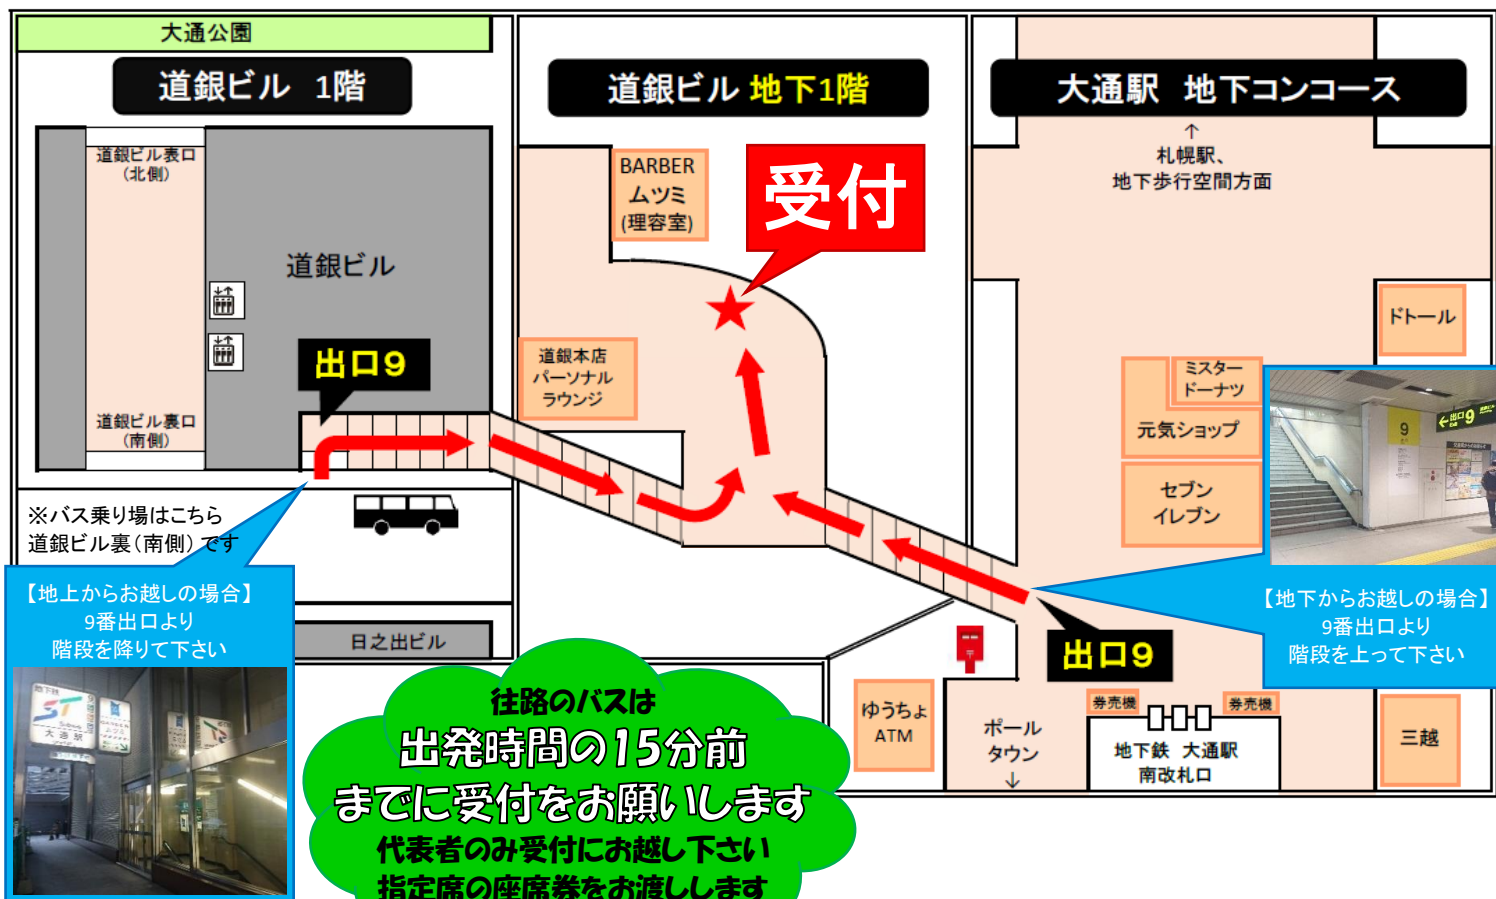 大通公園
道銀ビル 1階
道銀ビル 地下1階
大通駅 地下コンコース
道銀ビル表口
(北側)
道銀ビル
出口9
道銀ビル裏口
(南側)
※バス乗り場はこちら
道銀ビル裏(南側)です
【地上からお越しの場合】
9番出口より
階段を降りて下さい
地下鉄
ST
大通駅
日之出ビル
BARBER
ムツミ
(理容室)
受付
道銀本店
パーソナル
ラウンジ
↑
札幌駅、
地下歩行空間方面
ドトール
ミスター
ドーナツ
元気ショップ
セブン
イレブン
9
←出口9
【地下からお越しの場合】
9番出口より
階段を上って下さい
出口9
〒
ゆうちょ
ATM
ポール
タウン
↓
券売機
券売機
地下鉄 大通駅
南改札口
三越
往路のバスは
出発時間の15分前
までに受付をお願いします
代表者のみ受付にお越し下さい
指定席の座席券をお渡しします